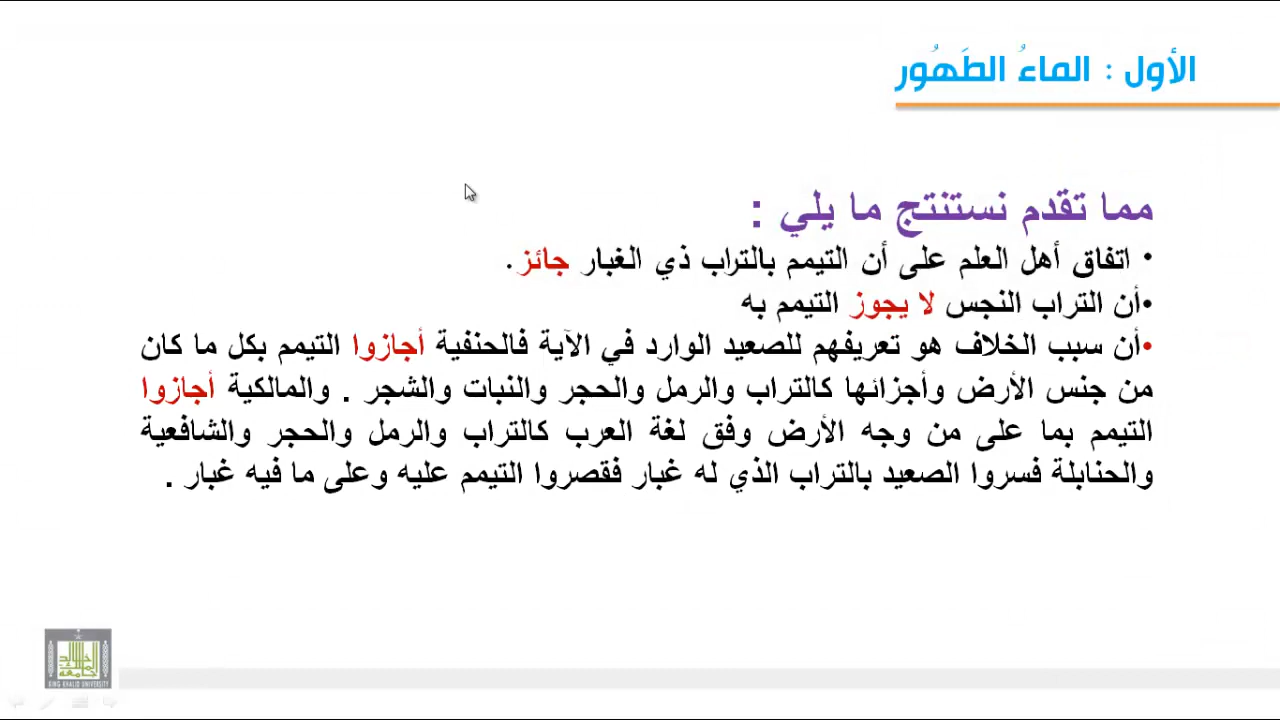 الأول : الماءُ الطَهُور
مما تقدم نستنتج ما يلي :
• اتفاق أهل العلم على أن التيمم بالتراب ذي الغبار جائز.
•أن التراب النجس لا يجوز التيمم به
•أن سبب الخلاف هو تعريفهم للصعيد الوارد في الآية فالحنفية أجازوا التيمم بكل ما كان
من جنس الأرض وأجزائها كالتراب والرمل والحجر والنبات والشجر . والمالكية أجازوا
التيمم بما على من وجه الأرض وفق لغة العرب كالتراب والرمل والحجر والشافعية
والحنابلة فسروا الصعيد بالتراب الذي له غبار فقصروا التيمم عليه وعلى ما فيه غبار .
KING KHALID UNIVERSITY